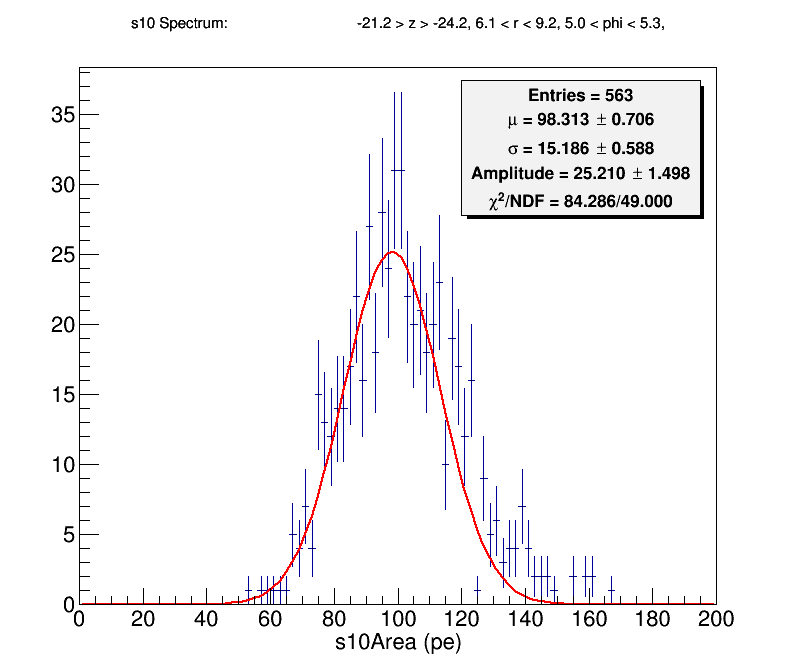 s10 Spectrum: -21.2 > z > -24.2, 6.1 < r < 9.2, 5.0 < phi < 5.3,
Entries = 563
μ = 98.313 ± 0.706
σ = 15.186 ± 0.588
Amplitude = 25.210 ± 1.498
χ²/NDF = 84.286/49.000
35
30
25
20
15
10
5
0
0 20 40 60 80 100 120 140 160 180 200
s10Area (pe)